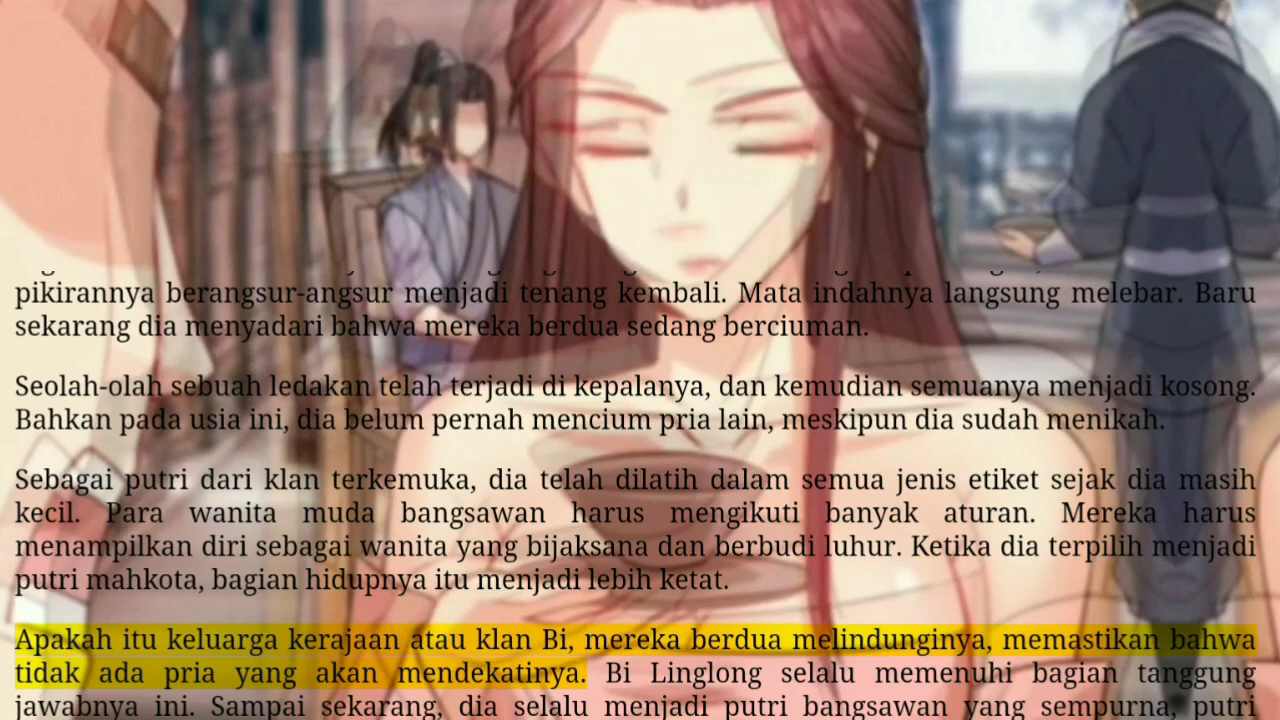 pikirannya berangsur-angsur menjadi tenang kembali. Mata indahnya langsung melebar. Baru
sekarang dia menyadari bahwa mereka berdua sedang berciuman.
Seolah-olah sebuah ledakan telah terjadi di kepalanya, dan kemudian semuanya menjadi kosong.
Bahkan pada usia ini, dia belum pernah mencium pria lain, meskipun dia sudah menikah.
Sebagai putri dari klan terkemuka, dia telah dilatih dalam semua jenis etiket sejak dia masih
kecil. Para wanita muda bangsawan harus mengikuti banyak aturan. Mereka harus
menampilkan diri sebagai wanita yang bijaksana dan berbudi luhur. Ketika dia terpilih menjadi
putri mahkota, bagian hidupnya itu menjadi lebih ketat.
Apakah itu keluarga kerajaan atau klan Bi, mereka berdua melindunginya, memastikan bahwa
tidak ada pria yang akan mendekatinya. Bi Linglong selalu memenuhi bagian tanggung
jawabnya ini. Sampai sekarang, dia selalu menjadi putri bangsawan yang sempurna, putri